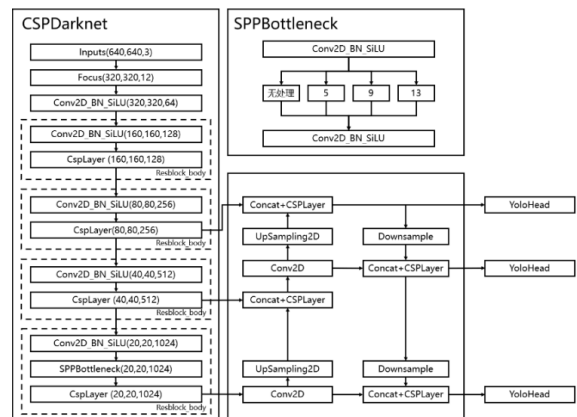 CSPDarknet
Inputs(640,640,3)
Focus(320,320,12)
Conv2D_BN_SiLU(320,320,64)
Conv2D_BN_SiLU(160,160,128)
CspLayer (160,160,128)
Resblock_body
Conv2D_BN_SiLU(80,80,256)
CspLayer(80,80,256)
Resblock_body
Conv2D_BN_SiLU(40,40,512)
CspLayer (40,40,512)
Resblock_body
Conv2D_BN_SiLU(20,20,1024)
SPPBottleneck(20,20,1024)
CspLayer (20,20,1024)
Resblock_body
SPPBottleneck
Conv2D_BN_SiLU
无处理 5 9 13
Conv2D_BN_SiLU
Concat+CSPLayer YoloHead
UpSampling2D Downsample
Conv2D Concat+CSPLayer YoloHead
Concat+CSPLayer
UpSampling2D Downsample
Conv2D Concat+CSPLayer YoloHead